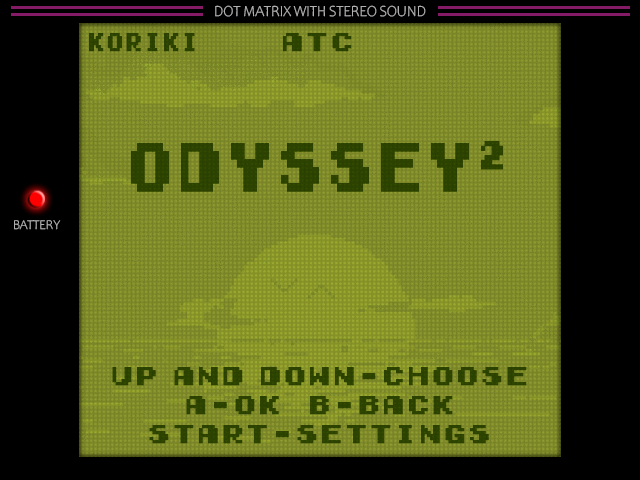 DOT MATRIX WITH STEREO SOUND
KORIKI ATC
ODYSSEY²
BATTERY
UP AND DOWN-CHOOSE
A-OK B-BACK
START-SETTINGS